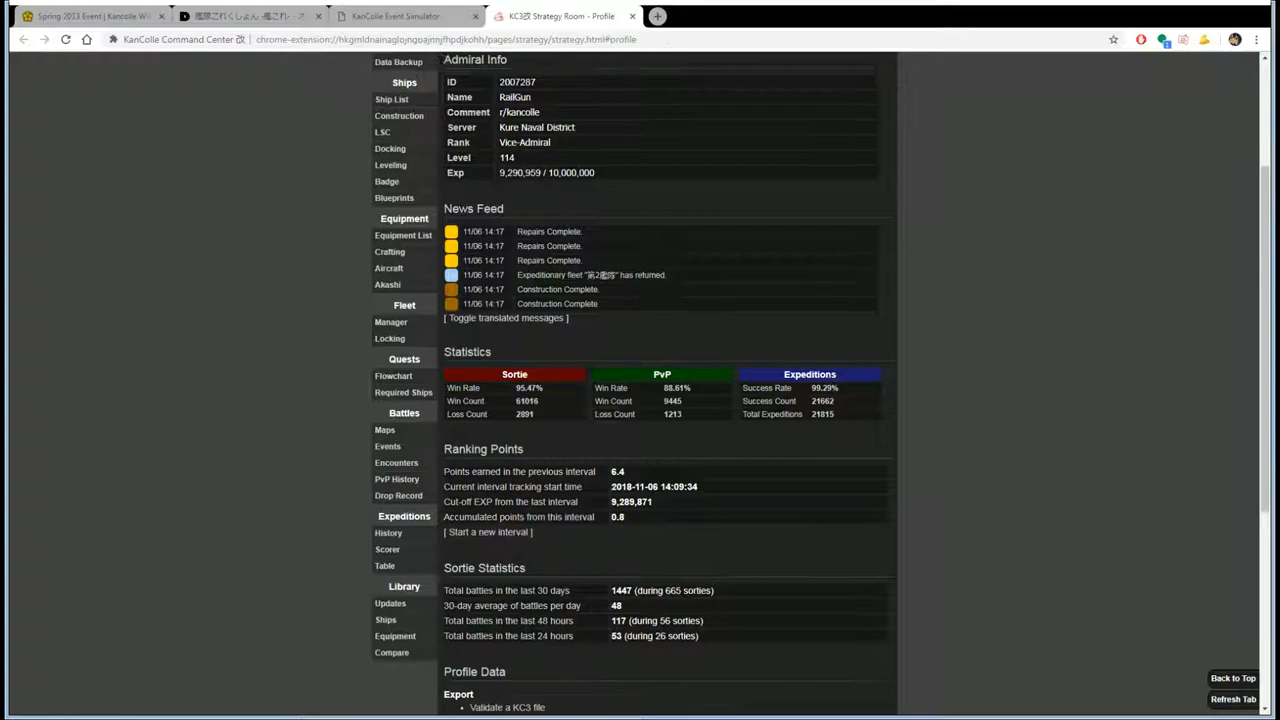 Spring 2013 Event | Kancolle Wi
艦隊これくしょん -艦これ- - オ
KanColle Event Simulator
KC3改 Strategy Room - Profile
KanColle Command Center 改
Data Backup
Ships
Ship List
Construction
LSC
Docking
Leveling
Badge
Blueprints
Equipment
Equipment List
Crafting
Aircraft
Akashi
Fleet
Manager
Locking
Quests
Flowchart
Required Ships
Battles
Maps
Events
Encounters
PvP History
Drop Record
Expeditions
History
Scorer
Table
Library
Updates
Ships
Equipment
Compare
Admiral Info
ID 2007287
Name RailGun
Comment r/kancolle
Server Kure Naval District
Rank Vice-Admiral
Level 114
Exp 9,290,959 / 10,000,000
News Feed
11/06 14:17 Repairs Complete.
11/06 14:17 Repairs Complete.
11/06 14:17 Repairs Complete.
11/06 14:17 Expeditionary fleet "第2艦隊" has returned.
11/06 14:17 Construction Complete.
11/06 14:17 Construction Complete
[ Toggle translated messages ]
Statistics
Sortie PvP Expeditions
Win Rate 95.47% Win Rate 88.61% Success Rate 99.29%
Win Count 61016 Win Count 9445 Success Count 21662
Loss Count 2891 Loss Count 1213 Total Expeditions 21815
Ranking Points
Points earned in the previous interval 6.4
Current interval tracking start time 2018-11-06 14:09:34
Cut-off EXP from the last interval 9,289,871
Accumulated points from this interval 0.8
[ Start a new interval ]
Sortie Statistics
Total battles in the last 30 days 1447 (during 665 sorties)
30-day average of battles per day 48
Total battles in the last 48 hours 117 (during 56 sorties)
Total battles in the last 24 hours 53 (during 26 sorties)
Profile Data
Export
• Validate a KC3 file
Back to Top
Refresh Tab